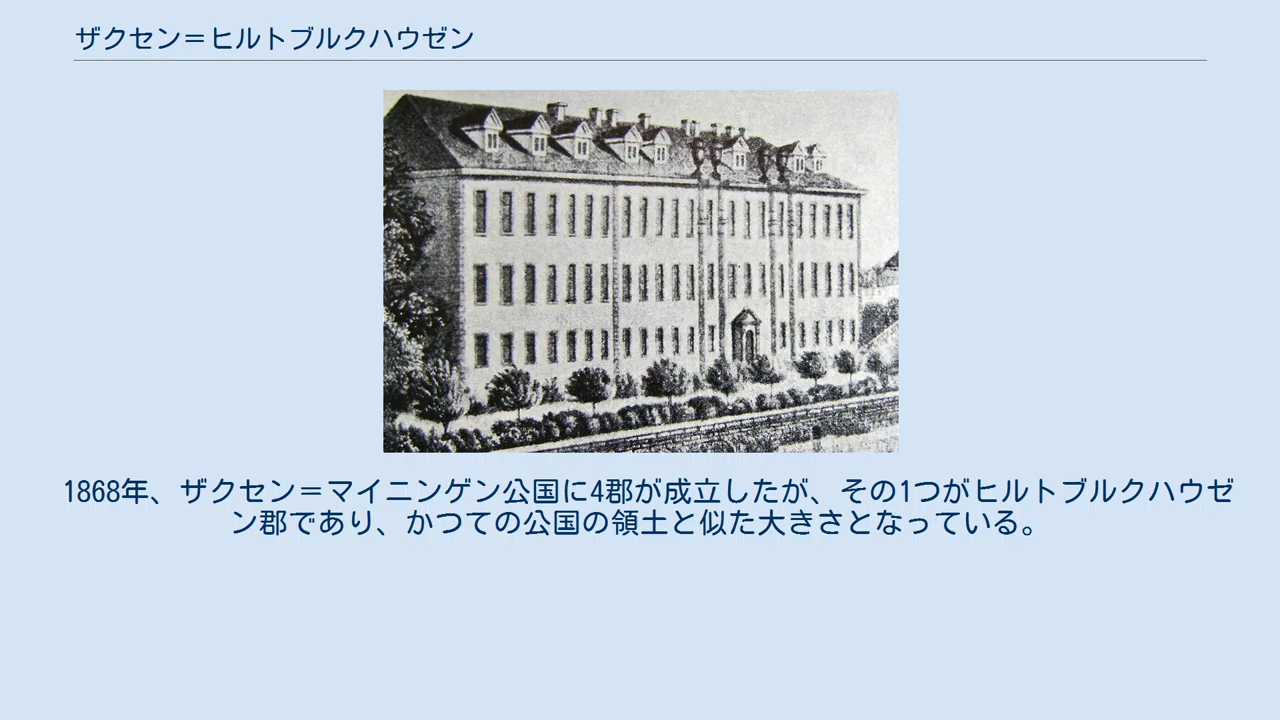 ザクセン＝ヒルトブルクハウゼン
1868年、ザクセン＝マイニンゲン公国に4郡が成立したが、その1つがヒルトブルクハウゼ
ン郡であり、かつての公国の領土と似た大きさとなっている。